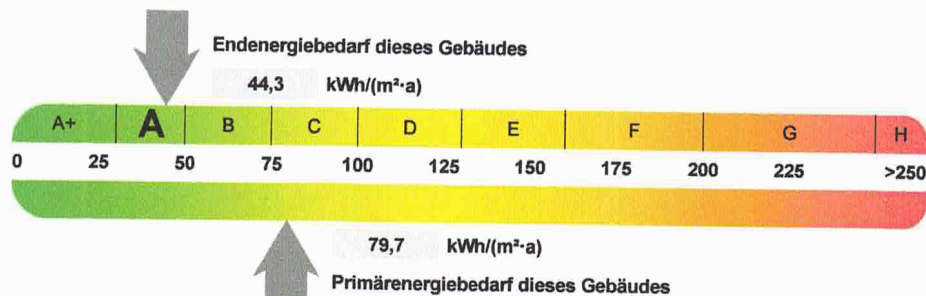 Endenergiebedarf dieses Gebäudes
44,3 kWh/(m²·a)
A+ A B C D E F G H
0 25 50 75 100 125 150 175 200 225 >250
79,7 kWh/(m²·a)
Primärenergiebedarf dieses Gebäudes